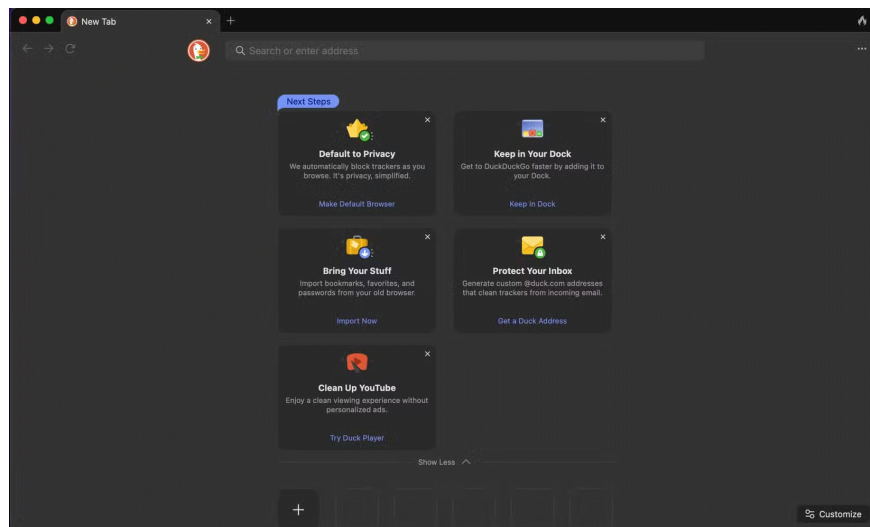 New Tab
Search or enter address
Next Steps
Default to Privacy
We automatically block trackers as you
browse. It's privacy, simplified.
Make Default Browser
Keep in Your Dock
Get to DuckDuckGo faster by adding it to
your Dock.
Keep in Dock
Bring Your Stuff
Import bookmarks, favorites, and
passwords from your old browser.
Import Now
Protect Your Inbox
Generate custom @duck.com addresses
that clean trackers from incoming email.
Get a Duck Address
Clean Up YouTube
Enjoy a clean viewing experience without
personalized ads.
Try Duck Player
Show Less
Customize